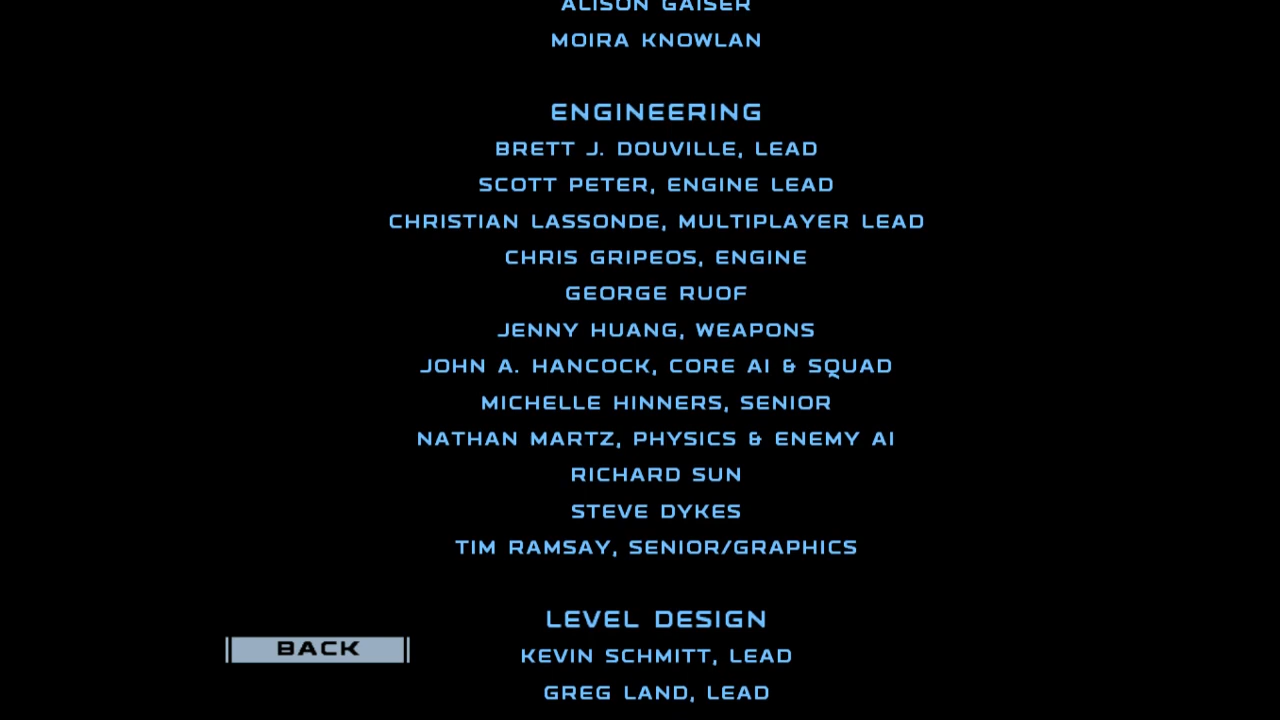 ALISON GAISER
MOIRA KNOWLAN
ENGINEERING
BRETT J. DOUVILLE, LEAD
SCOTT PETER, ENGINE LEAD
CHRISTIAN LASSONDE, MULTIPLAYER LEAD
CHRIS GRIPEOS, ENGINE
GEORGE RUOF
JENNY HUANG, WEAPONS
JOHN A. HANCOCK, CORE AI & SQUAD
MICHELLE HINNERS, SENIOR
NATHAN MARTZ, PHYSICS & ENEMY AI
RICHARD SUN
STEVE DYKES
TIM RAMSAY, SENIOR/GRAPHICS
LEVEL DESIGN
BACK
KEVIN SCHMITT, LEAD
GREG LAND, LEAD